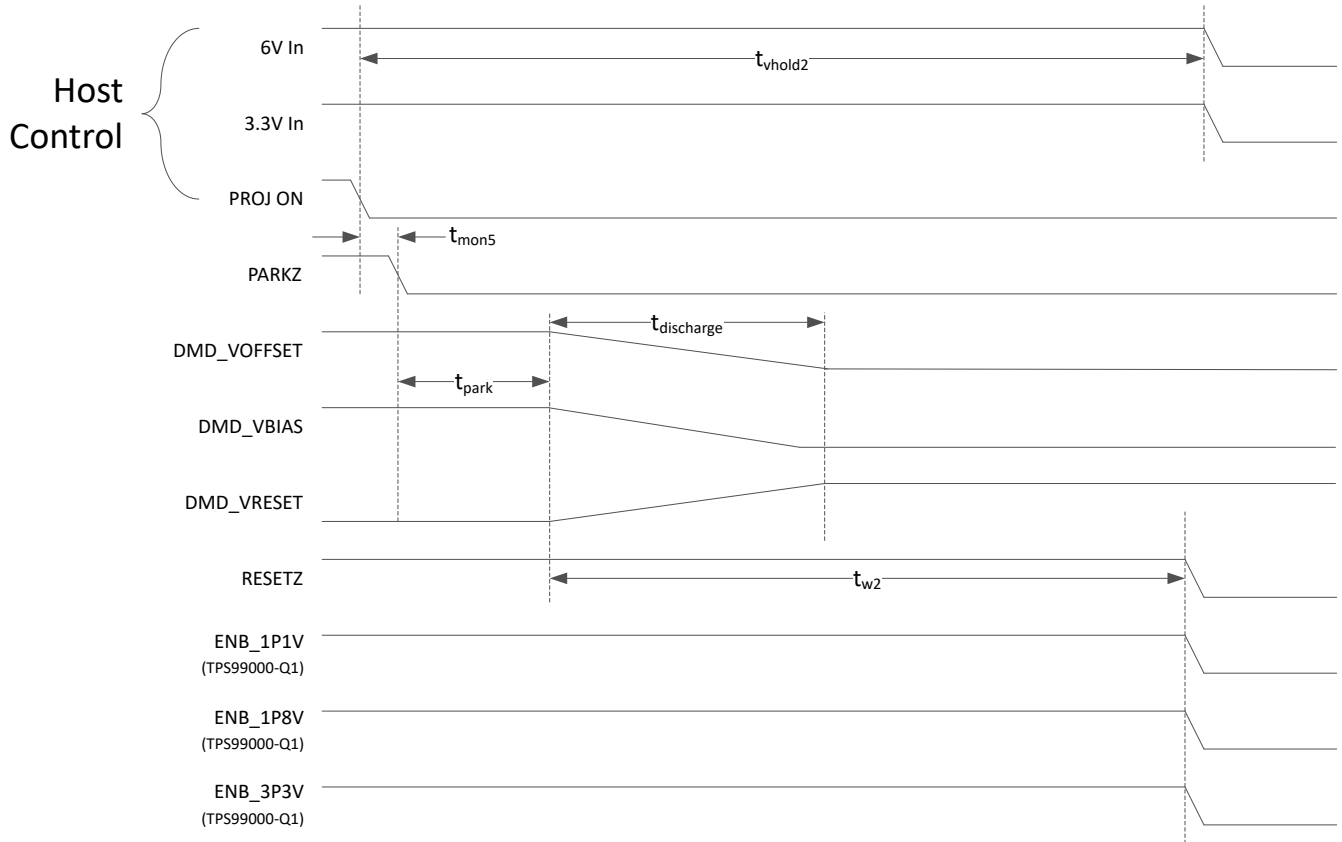 6V In
t_vhold2
Host
Control
3.3V In
PROJ ON
t_mon5
PARKZ
t_discharge
DMD_VOFFSET
t_park
DMD_VBIAS
DMD_VRESET
RESETZ
t_w2
ENB_1P1V
(TPS99000-Q1)
ENB_1P8V
(TPS99000-Q1)
ENB_3P3V
(TPS99000-Q1)